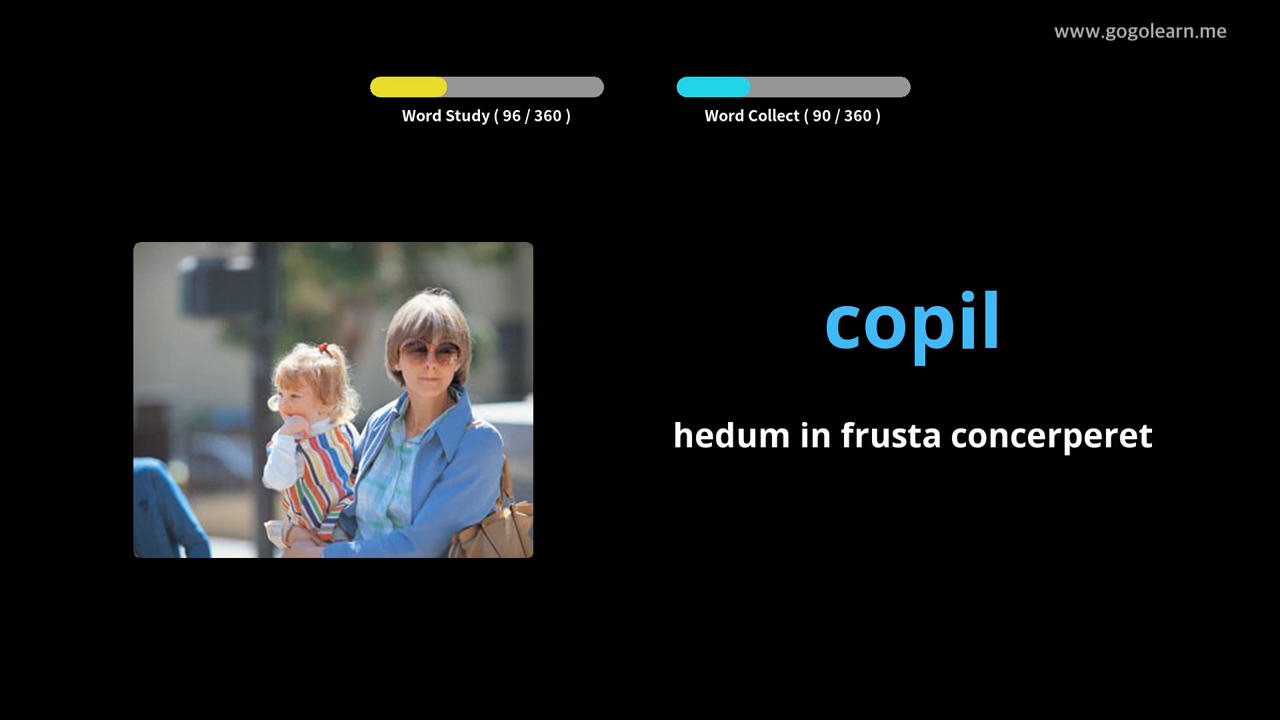 www.gogolearn.me
Word Study ( 96 / 360 )
Word Collect ( 90 / 360 )
copil
hedum in frusta concerperet